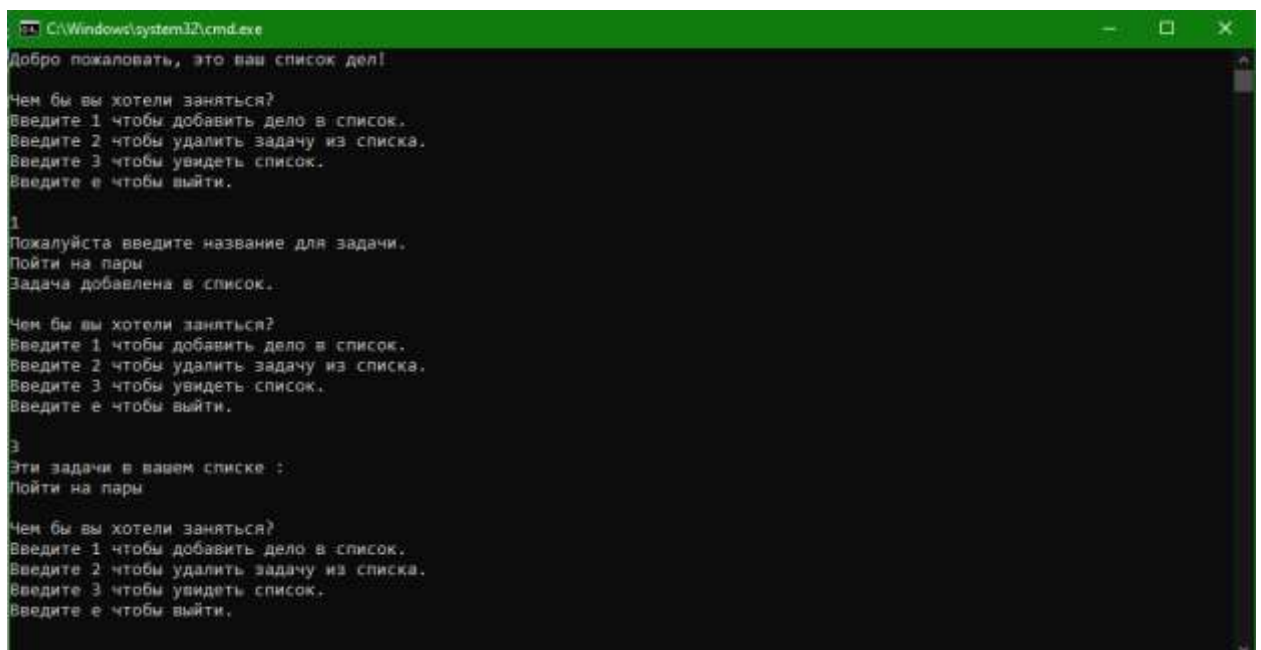 C:\Windows\system32\cmd.exe
Добро пожаловать, это ваш список дел!
Чем бы вы хотели заняться?
Введите 1 чтобы добавить дело в список.
Введите 2 чтобы удалить задачу из списка.
Введите 3 чтобы увидеть список.
Введите e чтобы выйти.
1
Пожалуйста введите название для задачи.
Пойти на пары
Задача добавлена в список.
Чем бы вы хотели заняться?
Введите 1 чтобы добавить дело в список.
Введите 2 чтобы удалить задачу из списка.
Введите 3 чтобы увидеть список.
Введите e чтобы выйти.
3
Эти задачи в вашем списке :
Пойти на пары
Чем бы вы хотели заняться?
Введите 1 чтобы добавить дело в список.
Введите 2 чтобы удалить задачу из списка.
Введите 3 чтобы увидеть список.
Введите e чтобы выйти.